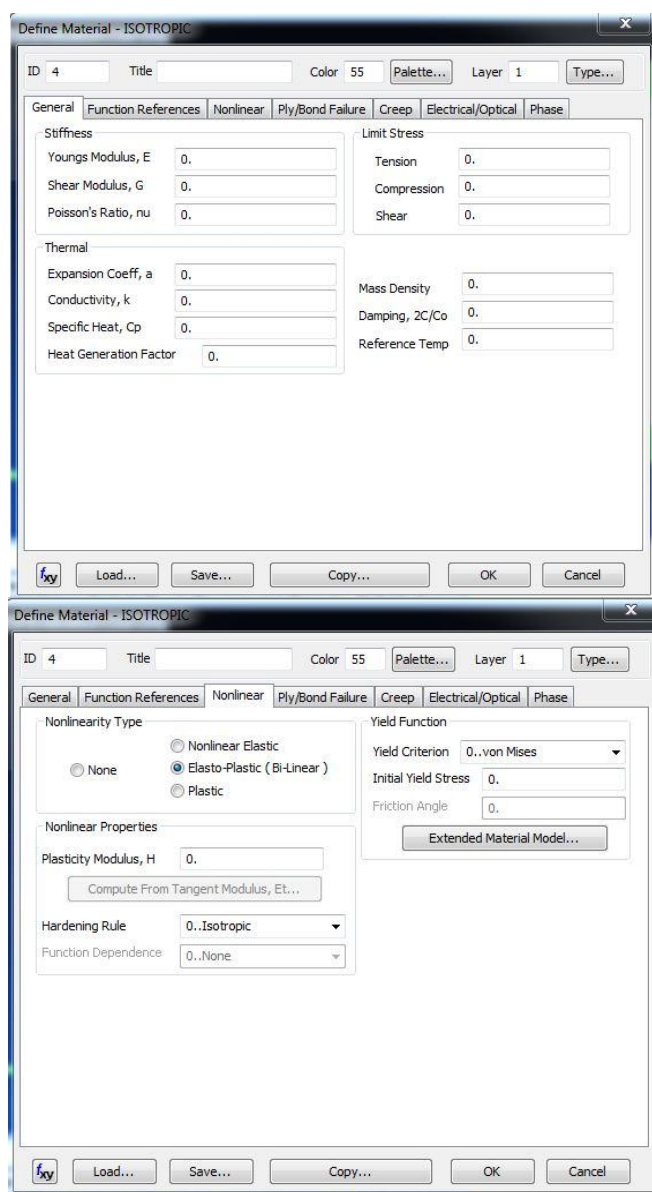 Define Material - ISOTROPIC
X
ID 4 Title Color 55 Palette... Layer 1 Type...
General Function References Nonlinear Ply/Bond Failure Creep Electrical/Optical Phase
Stiffness
Youngs Modulus, E 0.
Shear Modulus, G 0.
Poisson's Ratio, nu 0.
Limit Stress
Tension 0.
Compression 0.
Shear 0.
Thermal
Expansion Coeff, a 0.
Conductivity, k 0.
Specific Heat, Cp 0.
Heat Generation Factor 0.
Mass Density 0.
Damping, 2C/Co 0.
Reference Temp 0.
fxy Load... Save... Copy... OK Cancel
Define Material - ISOTROPIC
X
ID 4 Title Color 55 Palette... Layer 1 Type...
General Function References Nonlinear Ply/Bond Failure Creep Electrical/Optical Phase
Nonlinearity Type
None
Nonlinear Elastic
Elasto-Plastic ( Bi-Linear )
Plastic
Yield Function
Yield Criterion 0..von Mises
Initial Yield Stress 0.
Friction Angle 0.
Extended Material Model...
Nonlinear Properties
Plasticity Modulus, H 0.
Compute From Tangent Modulus, Et...
Hardening Rule 0..Isotropic
Function Dependence 0..None
fxy Load... Save... Copy... OK Cancel